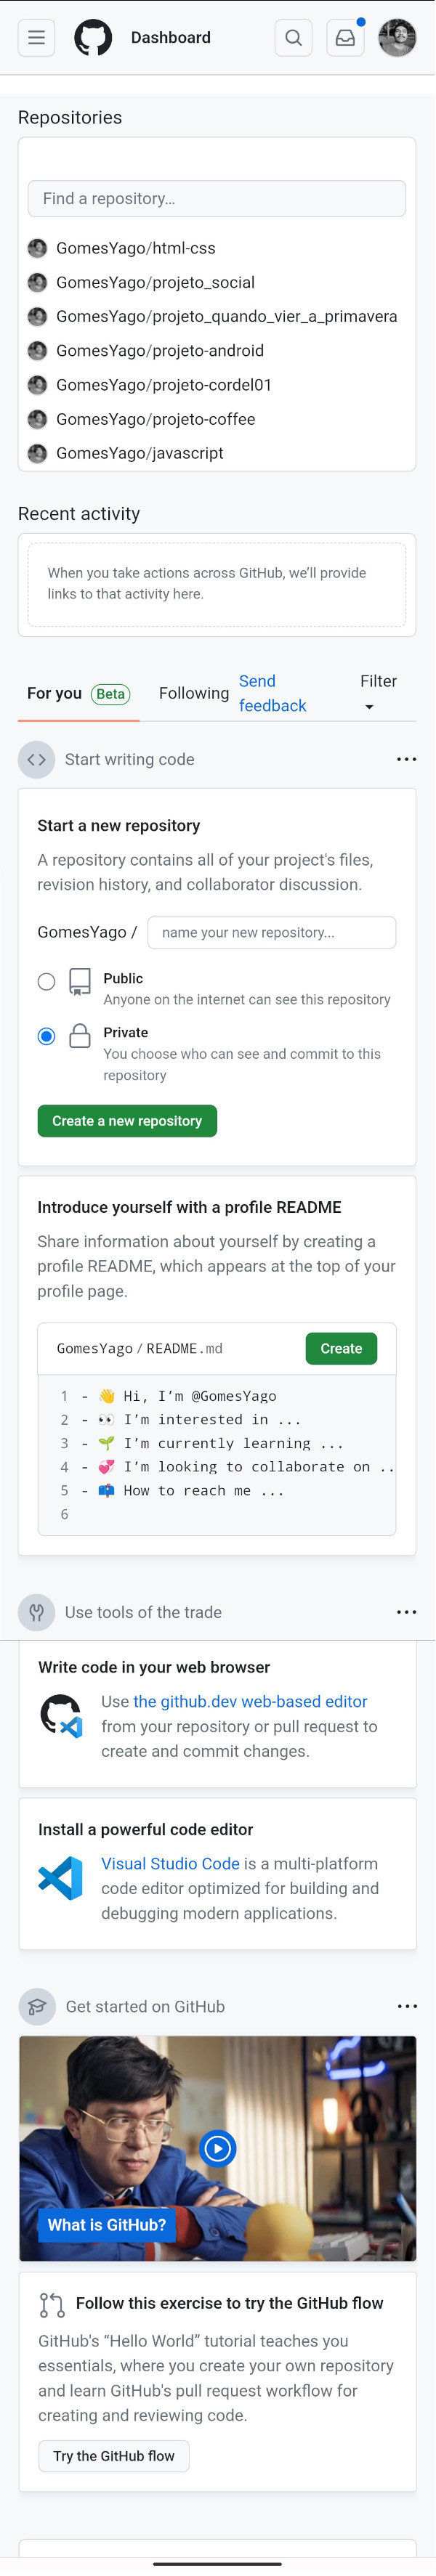 Dashboard
Repositories
Find a repository...
GomesYago/html-css
GomesYago/projeto_social
GomesYago/projeto_quando_vier_a_primavera
GomesYago/projeto-android
GomesYago/projeto-cordel01
GomesYago/projeto-coffee
GomesYago/javascript
Recent activity
When you take actions across GitHub, we'll provide
links to that activity here.
For you Beta Following Send feedback Filter
Start writing code
Start a new repository
A repository contains all of your project's files,
revision history, and collaborator discussion.
GomesYago / name your new repository...
Public
Anyone on the internet can see this repository
Private
You choose who can see and commit to this
repository
Create a new repository
Introduce yourself with a profile README
Share information about yourself by creating a
profile README, which appears at the top of your
profile page.
GomesYago / README.md Create
1 - 👋 Hi, I'm @GomesYago
2 - 👀 I'm interested in ...
3 - 🌱 I'm currently learning ...
4 - 💞️ I'm looking to collaborate on ..
5 - 📫 How to reach me ...
6
Use tools of the trade
Write code in your web browser
Use the github.dev web-based editor
from your repository or pull request to
create and commit changes.
Install a powerful code editor
Visual Studio Code is a multi-platform
code editor optimized for building and
debugging modern applications.
Get started on GitHub
What is GitHub?
Follow this exercise to try the GitHub flow
GitHub's “Hello World” tutorial teaches you
essentials, where you create your own repository
and learn GitHub's pull request workflow for
creating and reviewing code.
Try the GitHub flow